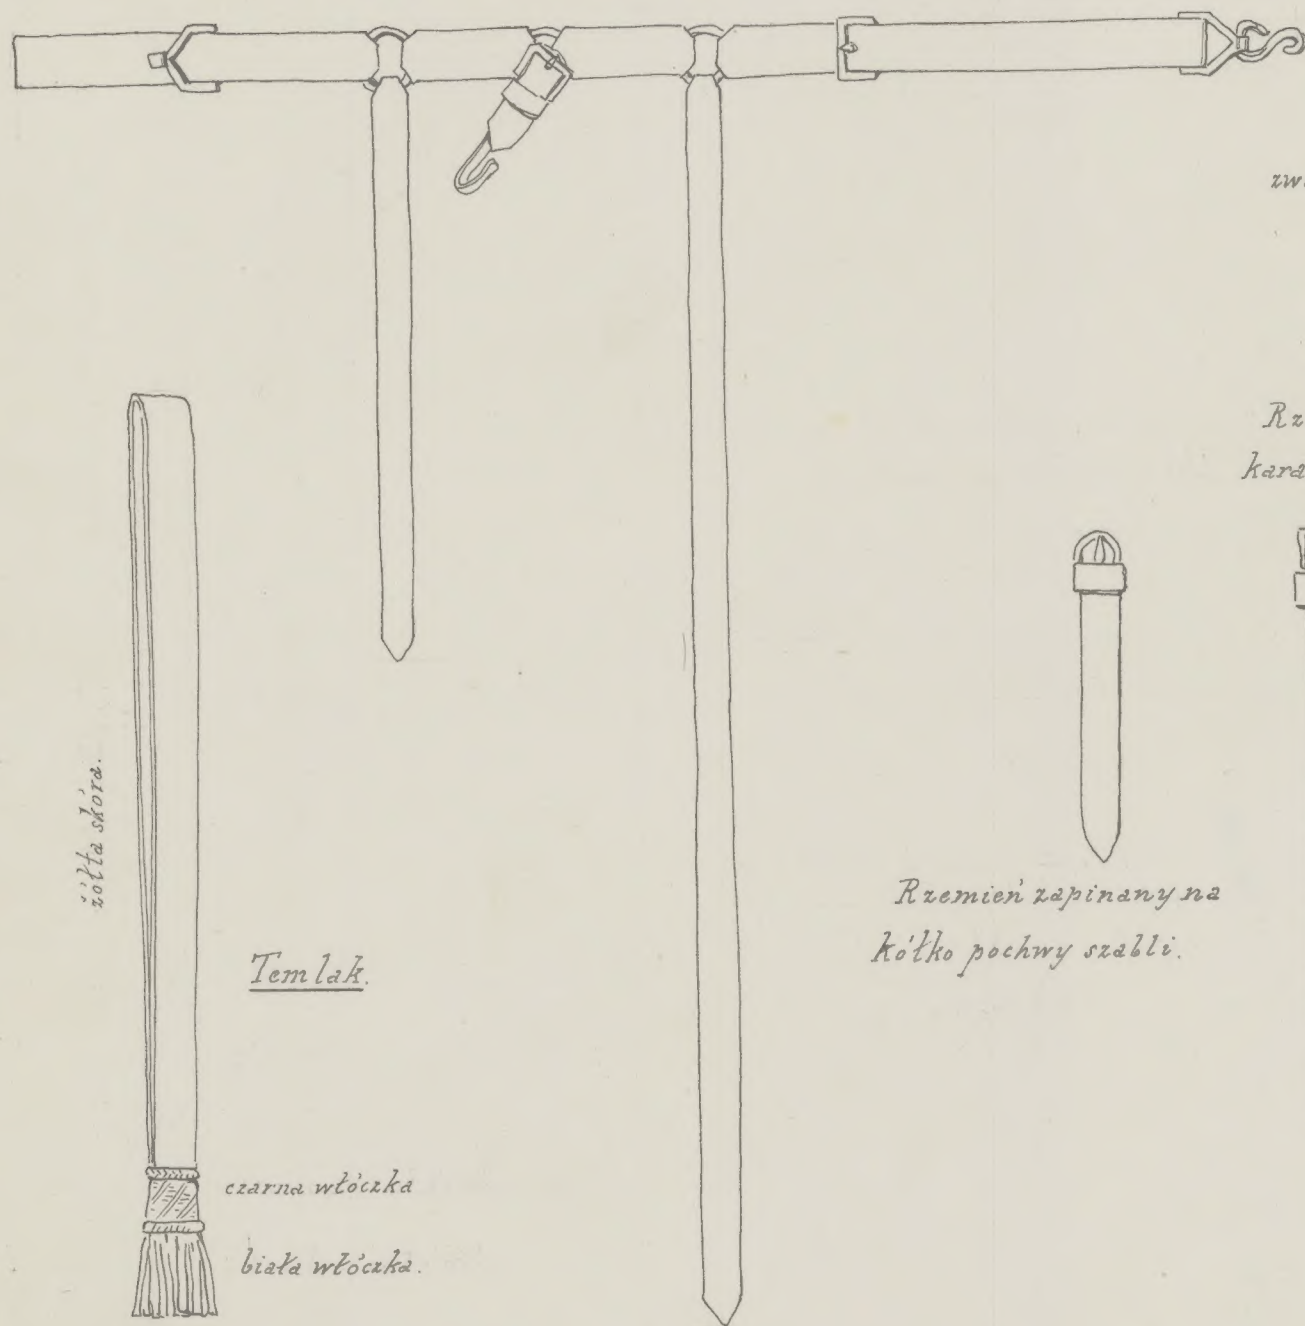 żółta skóra.
Temlak.
czarna włóczka
biała włóczka.
Rzemień zapinany na
kółko pochwy szabli.